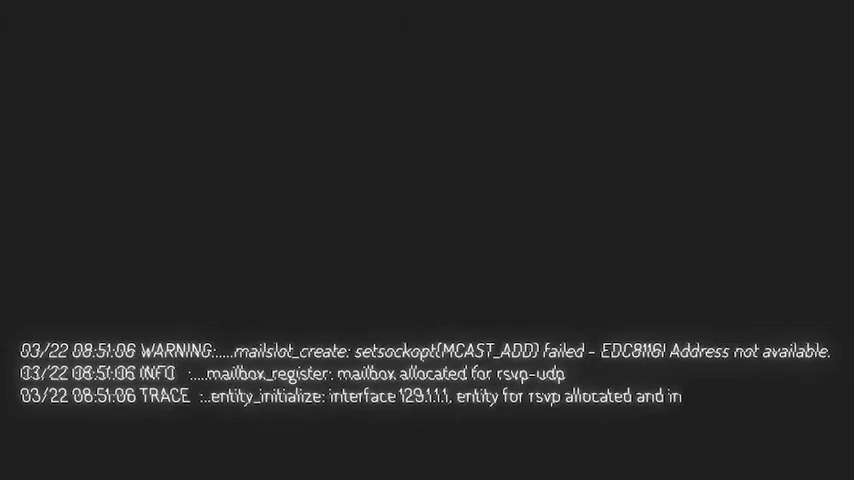 03/22 08:51:06 WARNING:.....mailslot_create: setsockopt(MCAST_ADD) failed - EDC8116I Address not available.
03/22 08:51:06 INFO :....mailbox_register: mailbox allocated for rsvp-udp
03/22 08:51:06 TRACE :..entity_initialize: interface 129.1.1.1, entity for rsvp allocated and in